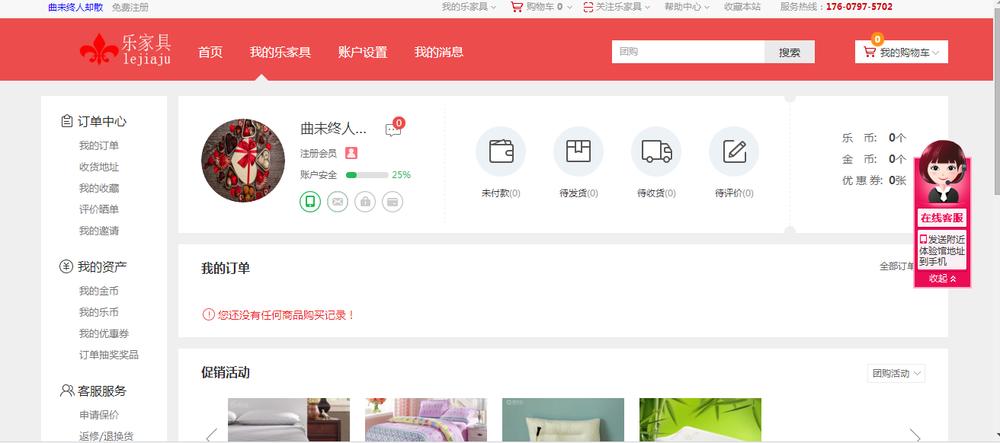 曲未终人却散 免费注册 我的乐家具 购物车 0 关注乐家具 帮助中心 收藏本站 服务热线：176-0797-5702
乐家具
lejiaju
首页 我的乐家具 账户设置 我的消息
团购 搜索
0
我的购物车
订单中心
我的订单
收货地址
我的收藏
评价晒单
我的邀请
我的资产
我的金币
我的乐币
我的优惠券
订单抽奖奖品
客服服务
申请保价
返修/退换货
曲未终人... 0
注册会员
账户安全 25%
未付款(0) 待发货(0) 待收货(0) 待评价(0)
乐 币: 0个
金 币: 0个
优 惠 券: 0张
我的订单 全部订单
您还没有任何商品购买记录！
促销活动 团购活动
在线客服
发送附近
体验馆地址
到手机
收起